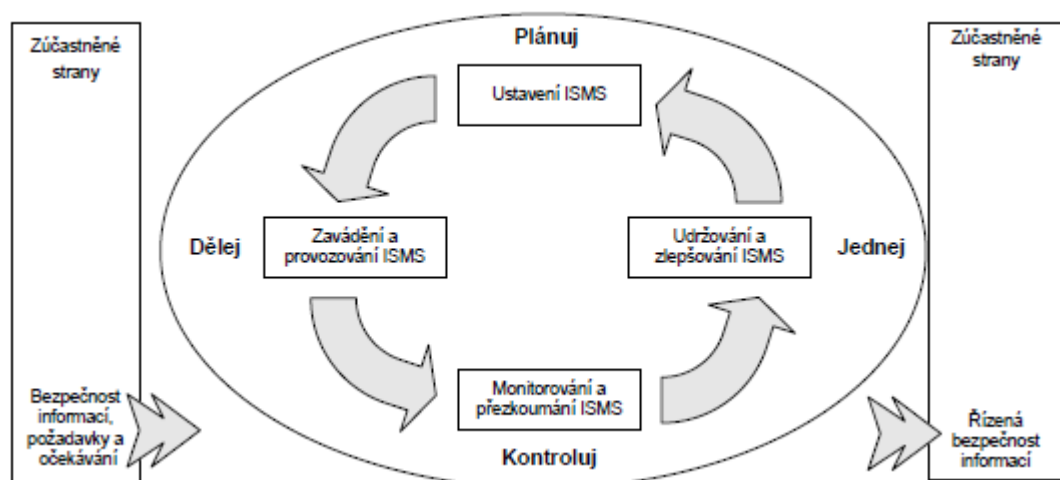 Zúčastněné
strany
Bezpečnost
informací,
požadavky a
očekávání
Plánuj
Ustavení ISMS
Dělej
Zavádění a
provozování ISMS
Udržování a
zlepšování ISMS
Jednej
Monitorování a
přezkoumání ISMS
Kontroluj
Zúčastněné
strany
Řízená
bezpečnost
informací